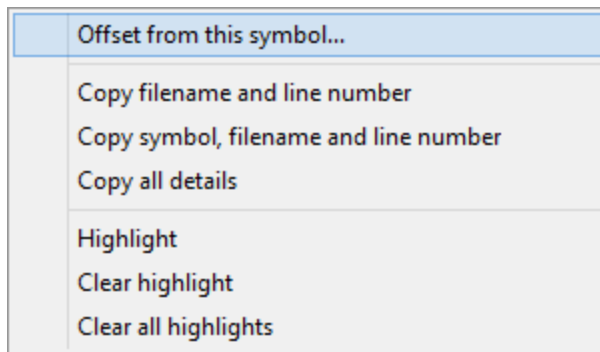 Offset from this symbol...
Copy filename and line number
Copy symbol, filename and line number
Copy all details
Highlight
Clear highlight
Clear all highlights